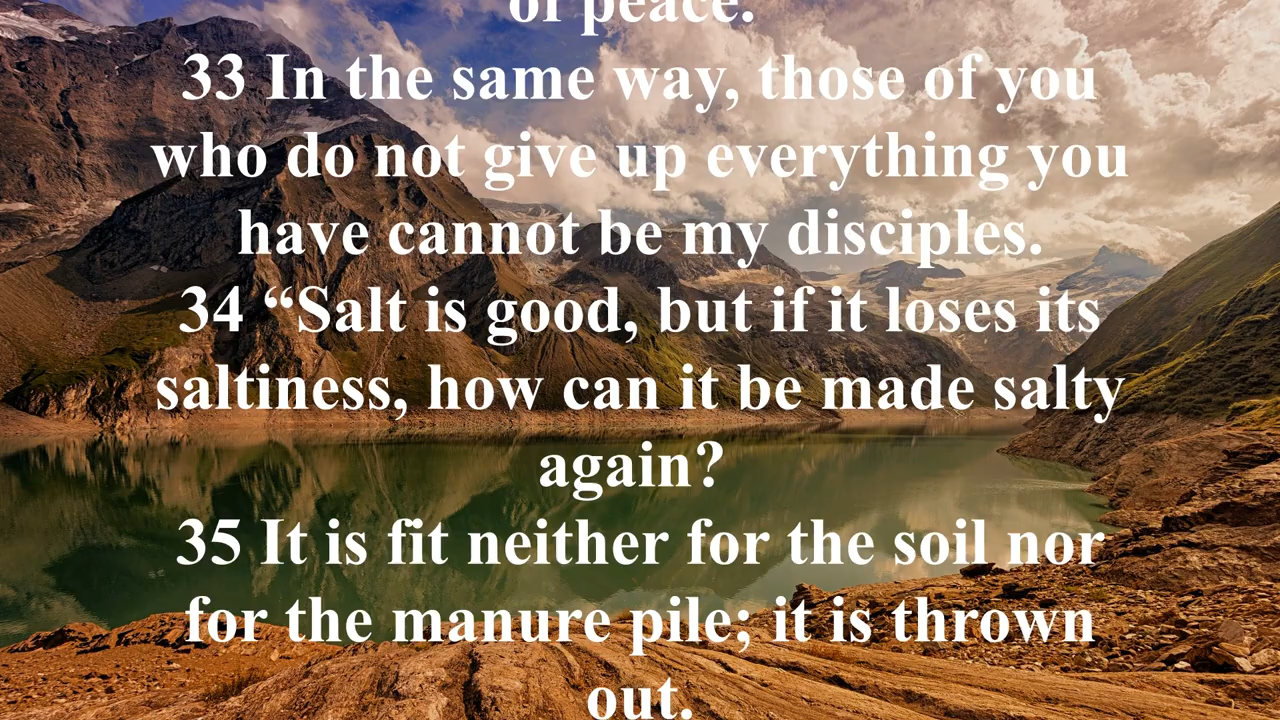 of peace.
33 In the same way, those of you
who do not give up everything you
have cannot be my disciples.
34 “Salt is good, but if it loses its
saltiness, how can it be made salty
again?
35 It is fit neither for the soil nor
for the manure pile; it is thrown
out.